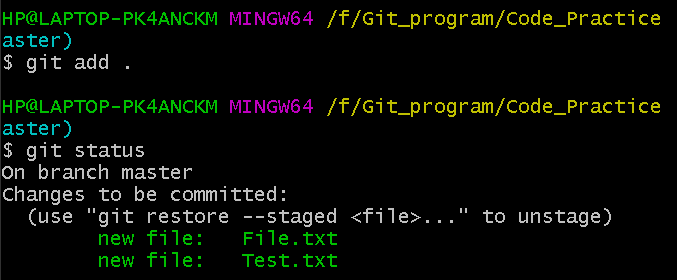 HP@LAPTOP-PK4ANCKM MINGW64 /f/Git_program/Code_Practice
aster)
$ git add .
HP@LAPTOP-PK4ANCKM MINGW64 /f/Git_program/Code_Practice
aster)
$ git status
On branch master
Changes to be committed:
  (use "git restore --staged <file>..." to unstage)
        new file:   File.txt
        new file:   Test.txt